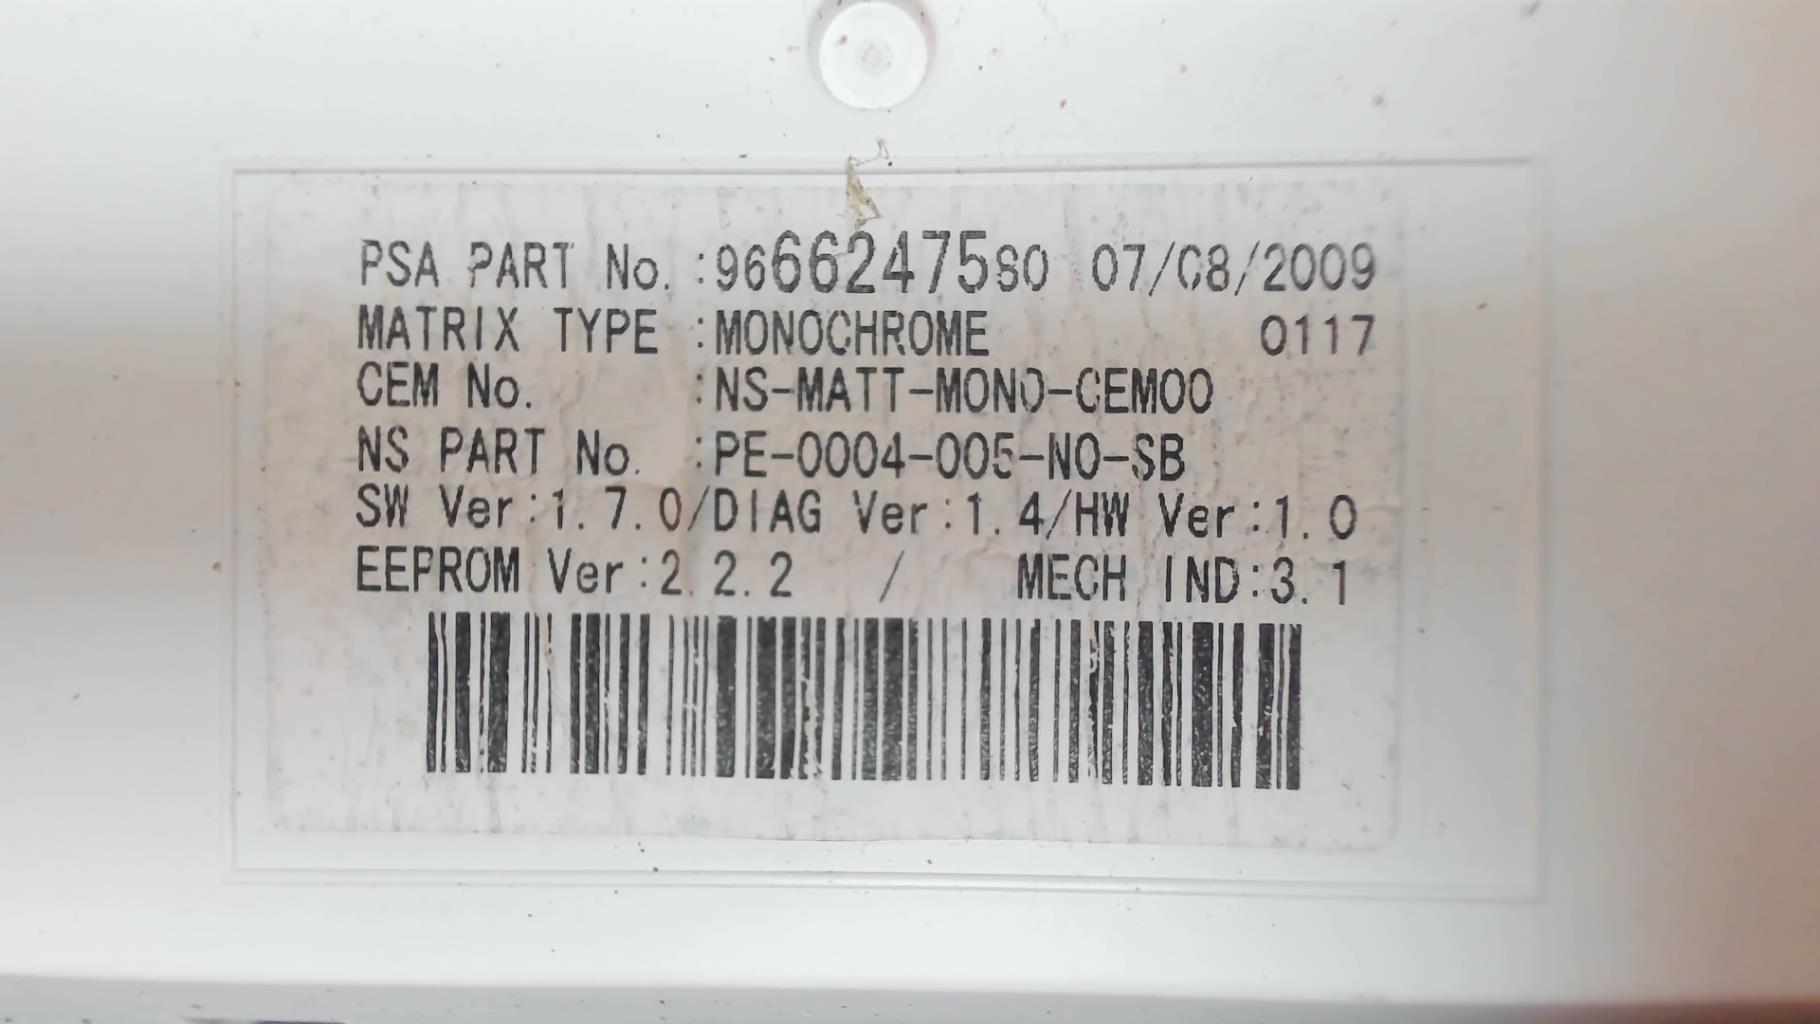 PSA PART No. :9666247580 07/08/2009
MATRIX TYPE :MONOCHROME 0117
CEM No. :NS-MATT-MONO-CEM00
NS PART No. :PE-0004-005-NO-SB
SW Ver:1.7.0/DIAG Ver:1.4/HW Ver:1.0
EEPROM Ver:2.2.2 / MECH IND:3.1